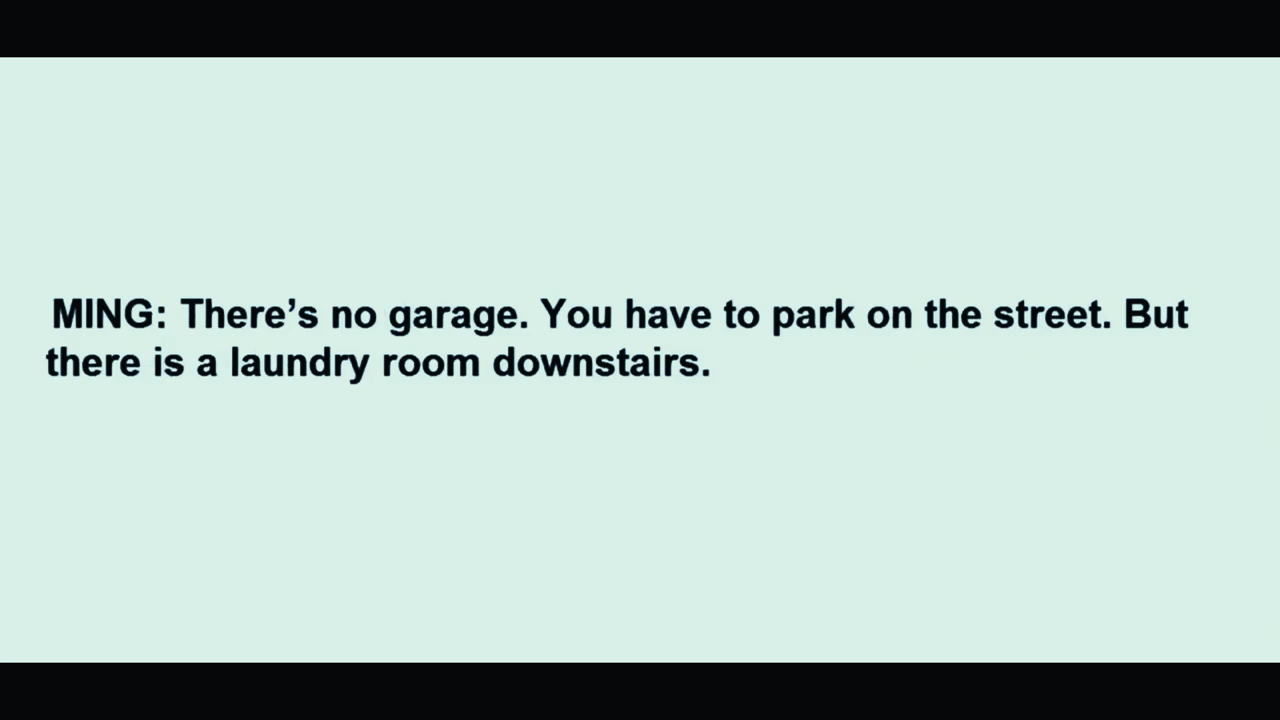 MING: There’s no garage. You have to park on the street. But
there is a laundry room downstairs.